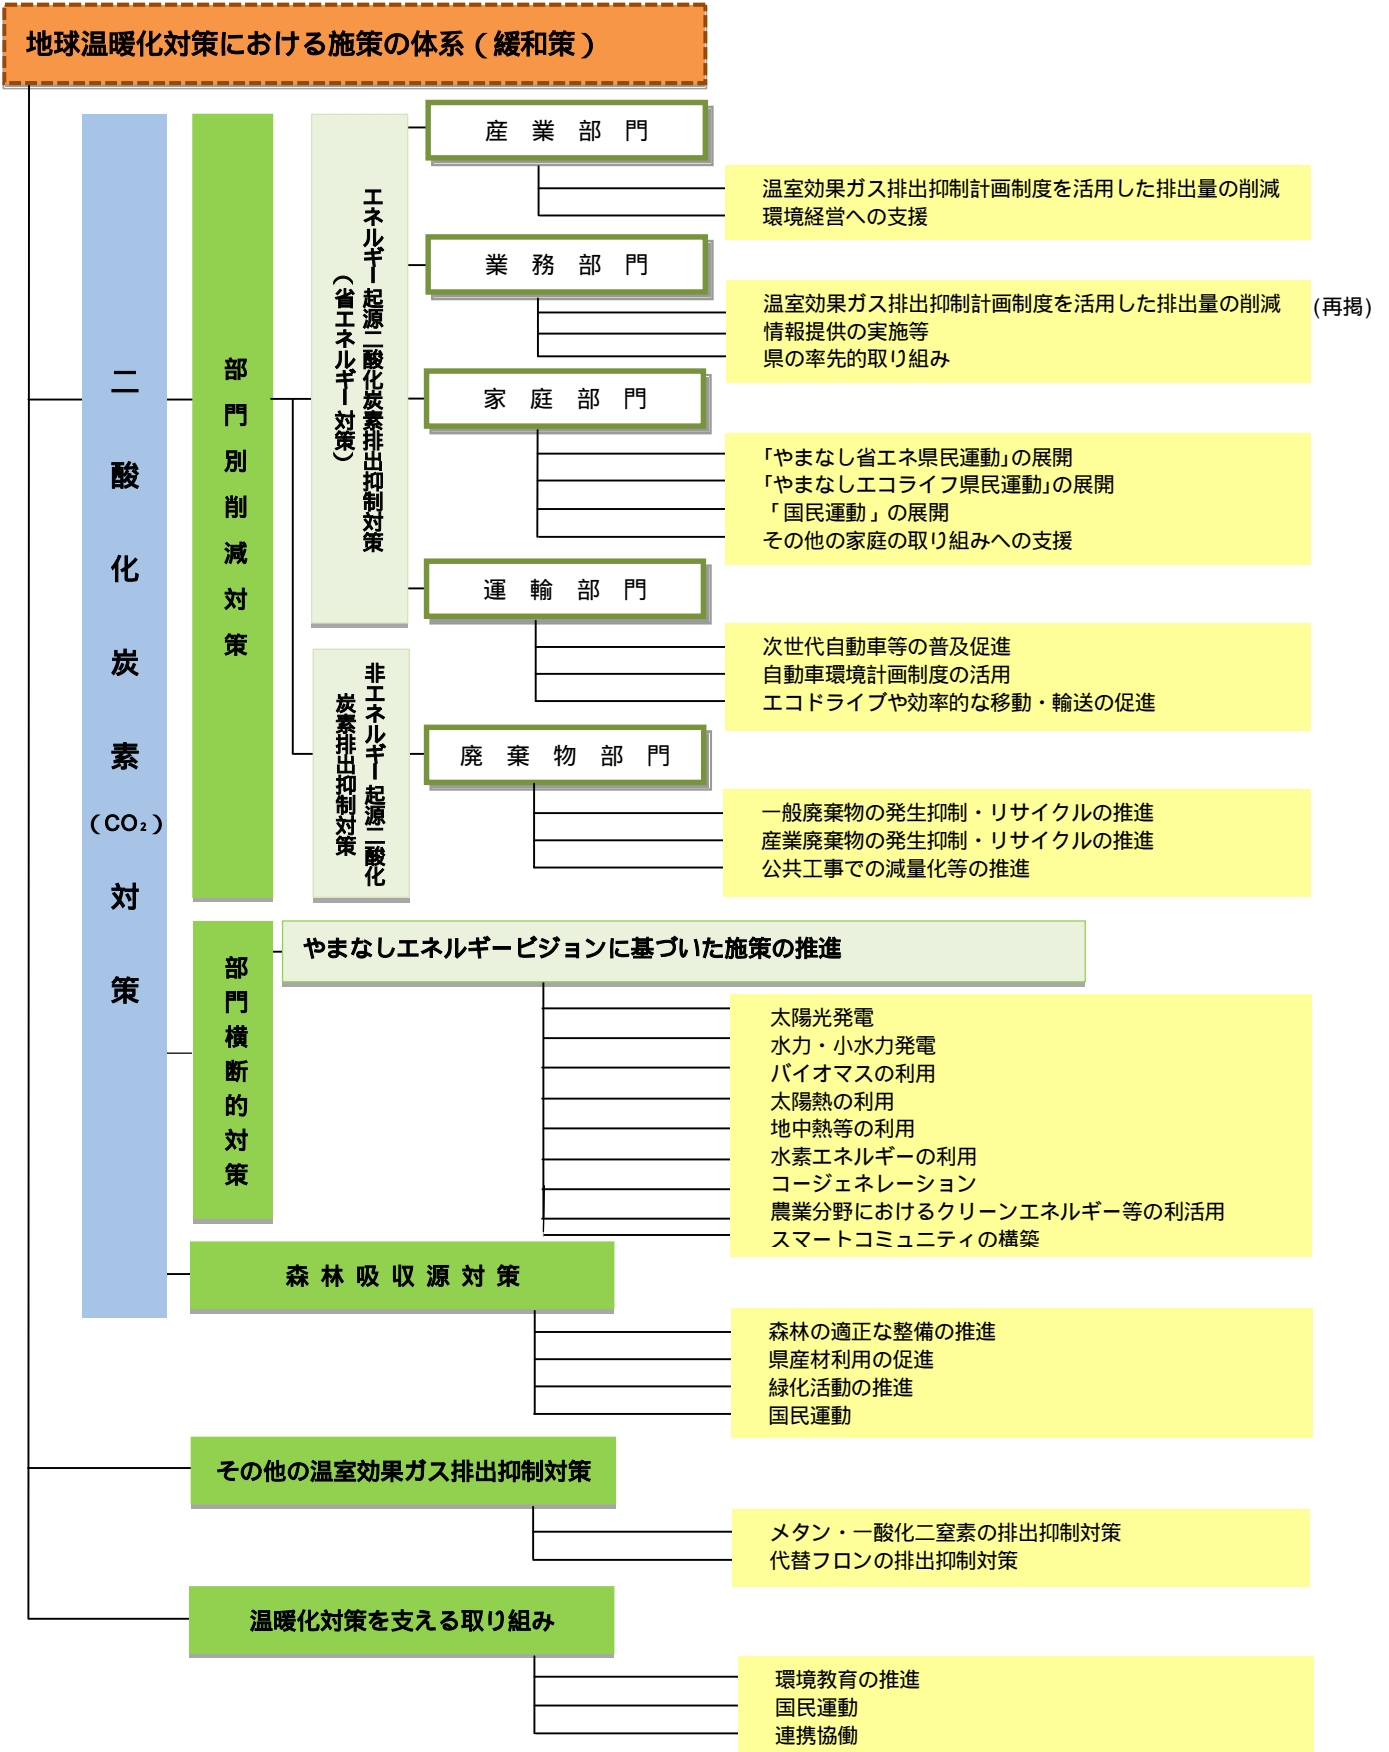 地球温暖化対策における施策の体系（緩和策）
二酸化炭素（CO₂）対策
部門別削減対策
エネルギー起源二酸化炭素排出抑制対策
（省エネルギー対策）
産業部門
温室効果ガス排出抑制計画制度を活用した排出量の削減
環境経営への支援
業務部門
温室効果ガス排出抑制計画制度を活用した排出量の削減 (再掲)
情報提供の実施等
県の率先的取り組み
家庭部門
「やまなし省エネ県民運動」の展開
「やまなしエコライフ県民運動」の展開
「国民運動」の展開
その他の家庭の取り組みへの支援
運輸部門
次世代自動車等の普及促進
自動車環境計画制度の活用
エコドライブや効率的な移動・輸送の促進
非エネルギー起源二酸化
炭素排出抑制対策
廃棄物部門
一般廃棄物の発生抑制・リサイクルの推進
産業廃棄物の発生抑制・リサイクルの推進
公共工事での減量化等の推進
部門横断的対策
やまなしエネルギービジョンに基づいた施策の推進
太陽光発電
水力・小水力発電
バイオマスの利用
太陽熱の利用
地中熱等の利用
水素エネルギーの利用
コージェネレーション
農業分野におけるクリーンエネルギー等の利活用
スマートコミュニティの構築
森林吸収源対策
森林の適正な整備の推進
県産材利用の促進
緑化活動の推進
国民運動
その他の温室効果ガス排出抑制対策
メタン・一酸化二窒素の排出抑制対策
代替フロンの排出抑制対策
温暖化対策を支える取り組み
環境教育の推進
国民運動
連携協働